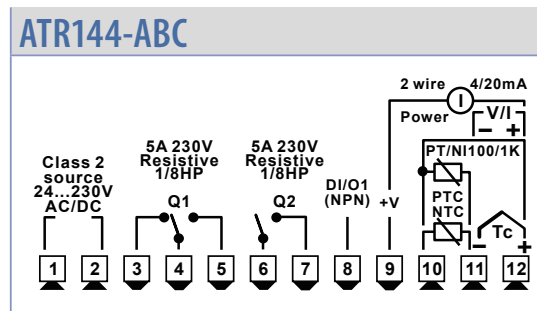 ATR144-ABC
2 wire 4/20mA
I
Power V/I
- +
5A 230V
Resistive
1/8HP
5A 230V
Resistive
1/8HP
PT/NI100/1K
Class 2
source
24...230V
AC/DC
Q1
Q2
DI/O1
(NPN)
+V
PTC
NTC
- Tc +
1 2 3 4 5 6 7 8 9 10 11 12